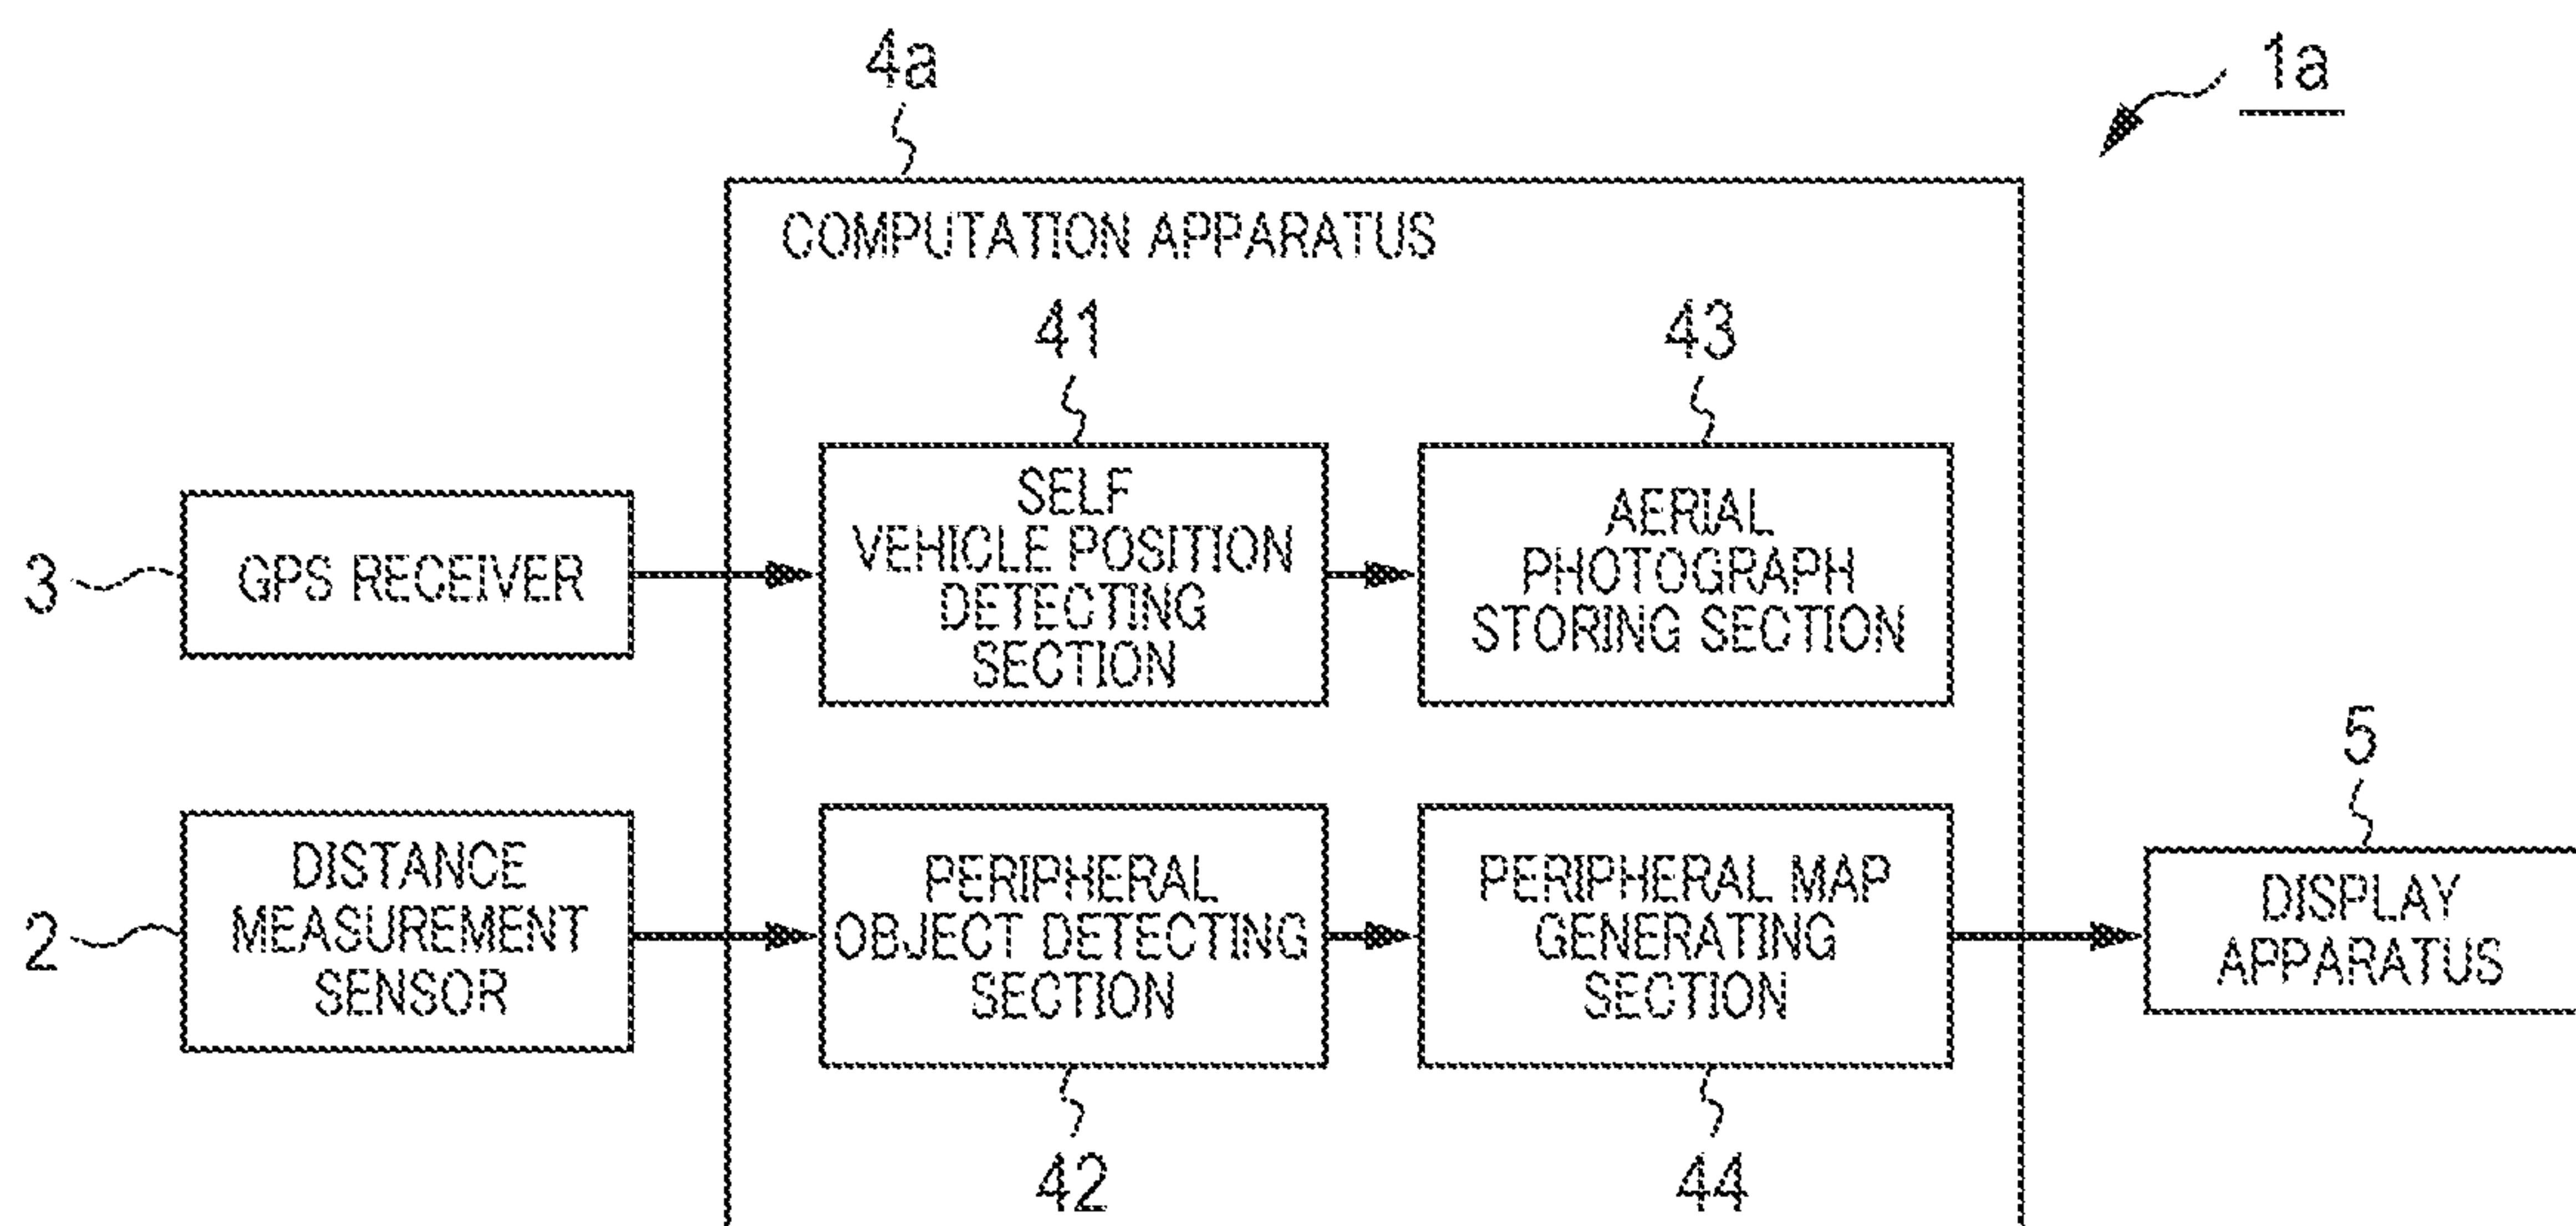 4a
1a
COMPUTATION APPARATUS
41
43
3
GPS RECEIVER
SELF
VEHICLE POSITION
DETECTING
SECTION
AERIAL
PHOTOGRAPH
STORING SECTION
2
DISTANCE
MEASUREMENT
SENSOR
PERIPHERAL
OBJECT DETECTING
SECTION
PERIPHERAL MAP
GENERATING
SECTION
5
DISPLAY
APPARATUS
42
44